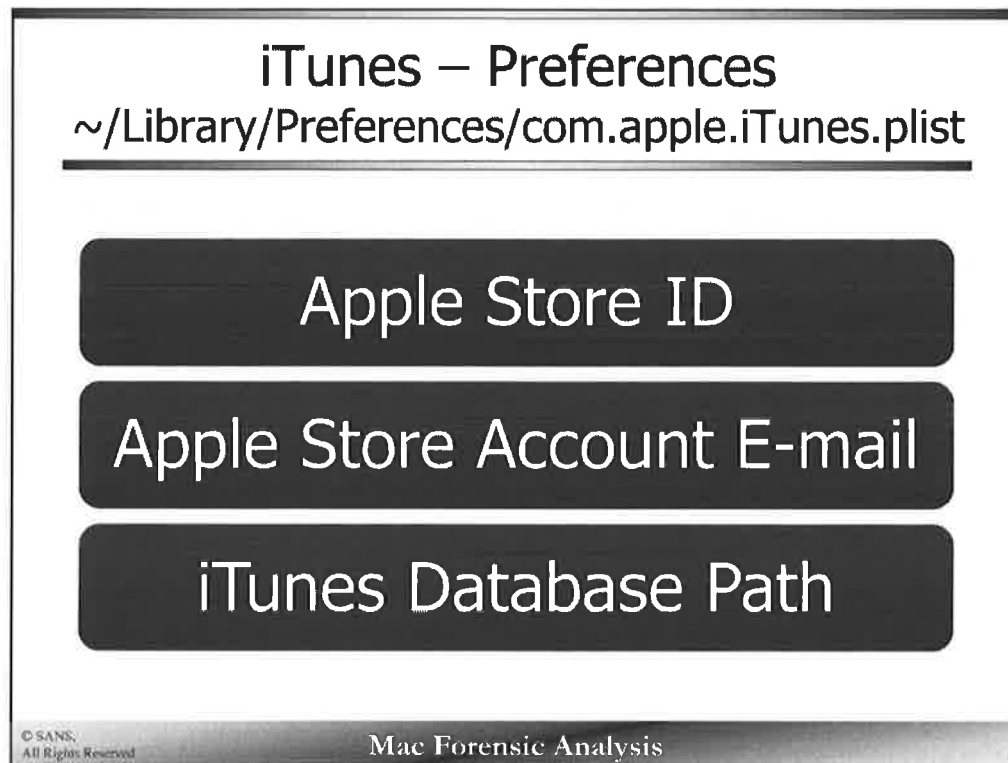 iTunes – Preferences
~/Library/Preferences/com.apple.iTunes.plist
Apple Store ID
Apple Store Account E-mail
iTunes Database Path
© SANS,
All Rights Reserved
Mac Forensic Analysis